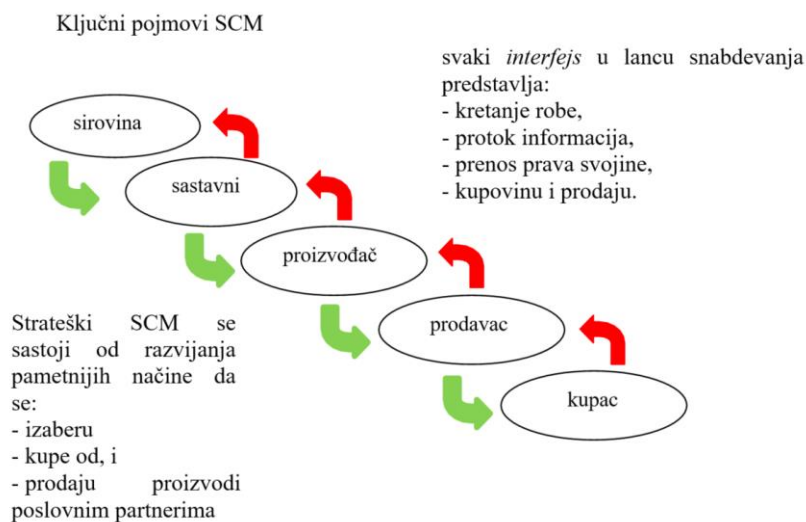 Ključni pojmovi SCM
svaki interfejs u lancu snabdevanja
predstavlja:
- kretanje robe,
- protok informacija,
- prenos prava svojine,
- kupovinu i prodaju.
sirovina
sastavni
proizvođač
prodavac
kupac
Strateški SCM se
sastoji od razvijanja
pametnijih načine da
se:
- izaberu
- kupe od, i
- prodaju proizvodi
poslovnim partnerima